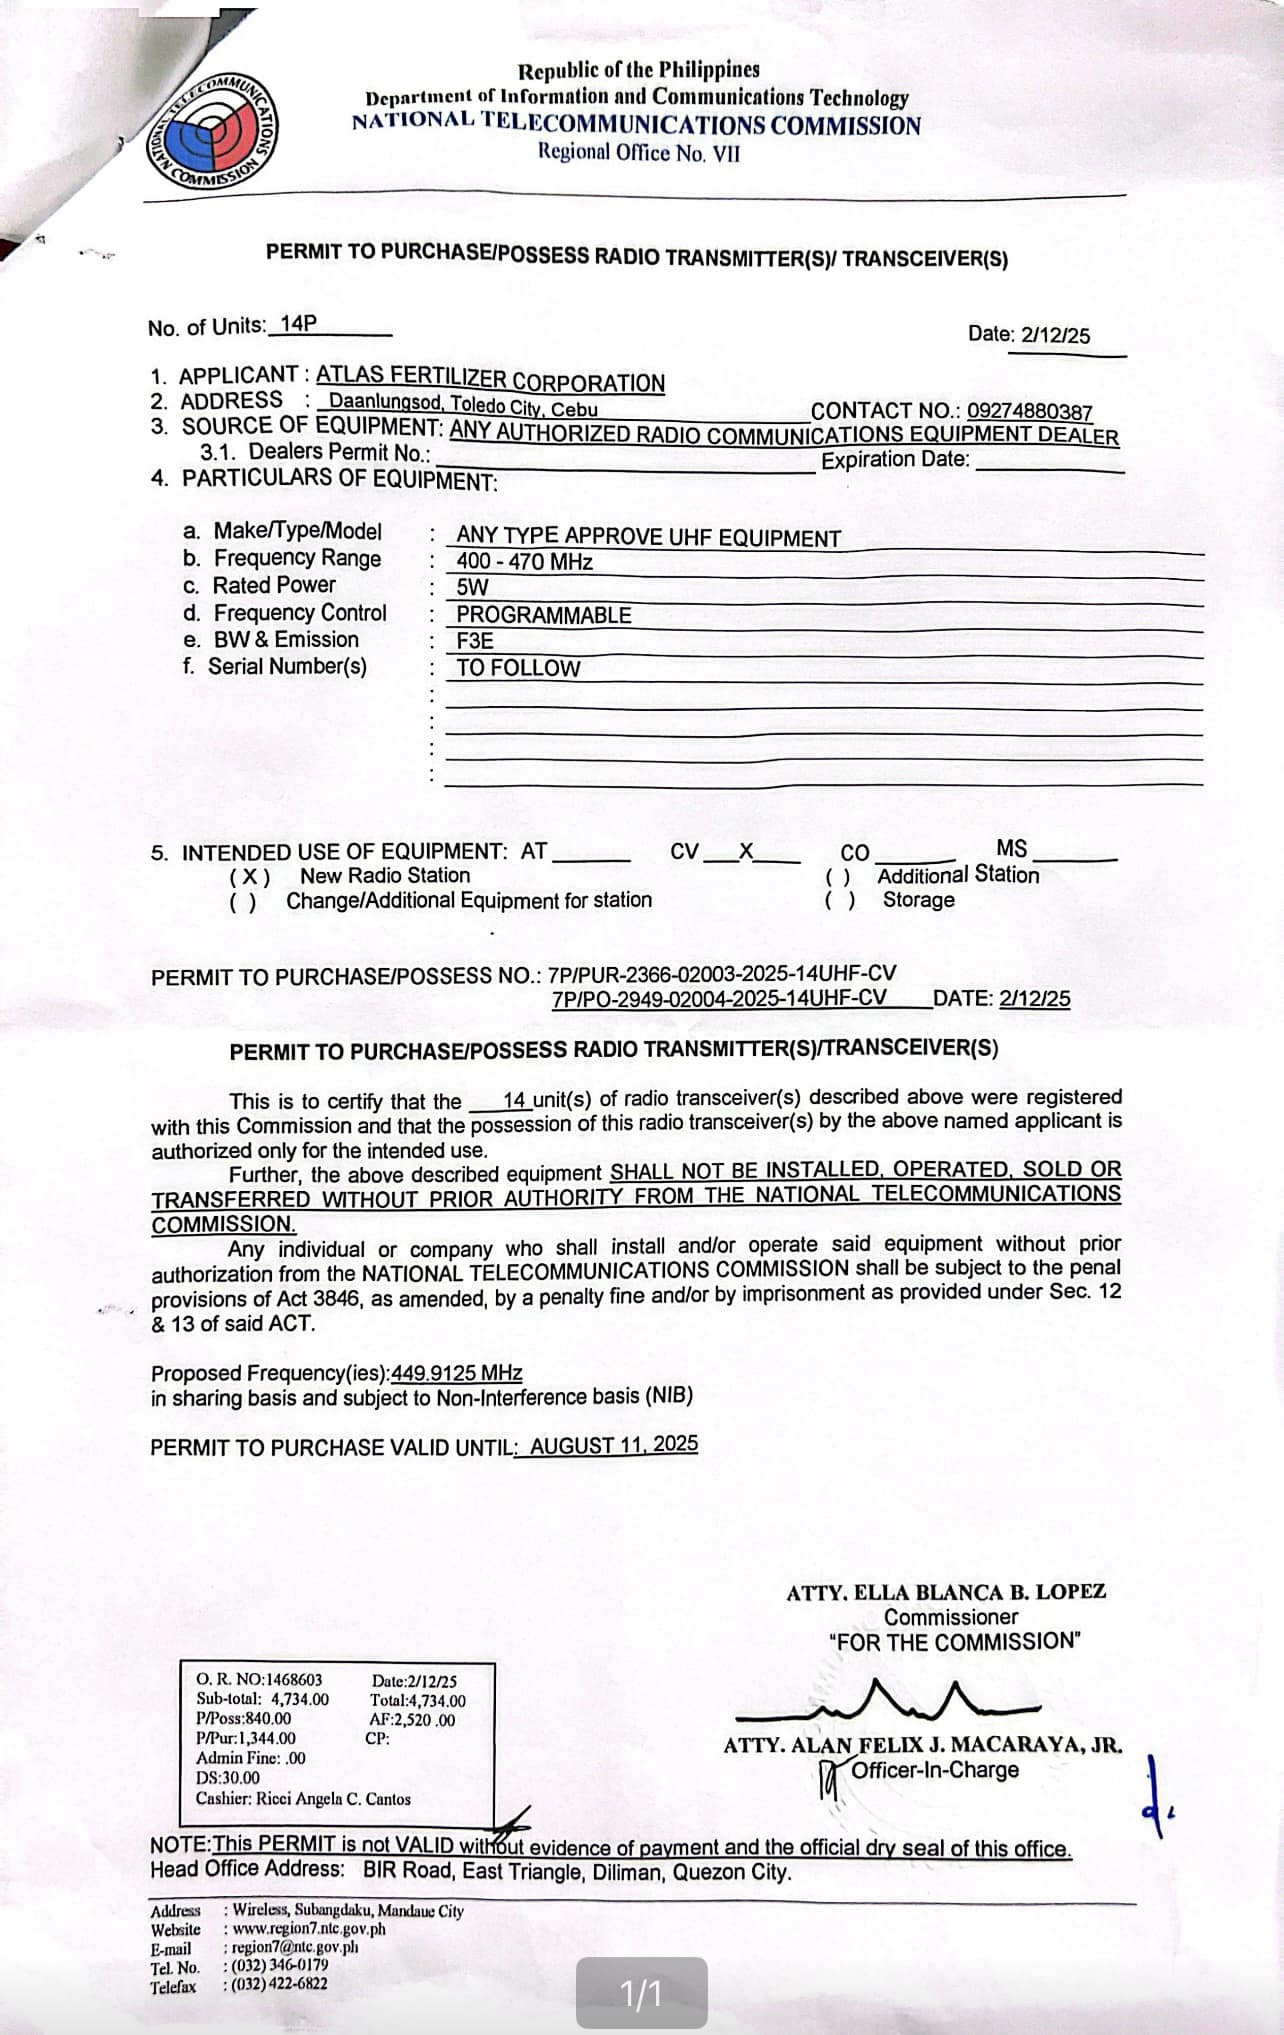 NATIONAL TELECOMMUNICATIONS COMMISSION
Republic of the Philippines
Department of Information and Communications Technology
NATIONAL TELECOMMUNICATIONS COMMISSION
Regional Office No. VII
PERMIT TO PURCHASE/POSSESS RADIO TRANSMITTER(S)/ TRANSCEIVER(S)
No. of Units: 14P
Date: 2/12/25
1. APPLICANT : ATLAS FERTILIZER CORPORATION
2. ADDRESS : Daanlungsod, Toledo City, Cebu CONTACT NO.: 09274880387
3. SOURCE OF EQUIPMENT: ANY AUTHORIZED RADIO COMMUNICATIONS EQUIPMENT DEALER
3.1. Dealers Permit No.: Expiration Date:
4. PARTICULARS OF EQUIPMENT:
a. Make/Type/Model : ANY TYPE APPROVE UHF EQUIPMENT
b. Frequency Range : 400 - 470 MHz
c. Rated Power : 5W
d. Frequency Control : PROGRAMMABLE
e. BW & Emission : F3E
f. Serial Number(s) : TO FOLLOW
:
:
:
:
5. INTENDED USE OF EQUIPMENT: AT ______ CV __X__ CO ______ MS ______
( X ) New Radio Station ( ) Additional Station
( ) Change/Additional Equipment for station ( ) Storage
PERMIT TO PURCHASE/POSSESS NO.: 7P/PUR-2366-02003-2025-14UHF-CV
7P/PO-2949-02004-2025-14UHF-CV DATE: 2/12/25
PERMIT TO PURCHASE/POSSESS RADIO TRANSMITTER(S)/TRANSCEIVER(S)
This is to certify that the 14 unit(s) of radio transceiver(s) described above were registered
with this Commission and that the possession of this radio transceiver(s) by the above named applicant is
authorized only for the intended use.
Further, the above described equipment SHALL NOT BE INSTALLED, OPERATED, SOLD OR
TRANSFERRED WITHOUT PRIOR AUTHORITY FROM THE NATIONAL TELECOMMUNICATIONS
COMMISSION.
Any individual or company who shall install and/or operate said equipment without prior
authorization from the NATIONAL TELECOMMUNICATIONS COMMISSION shall be subject to the penal
provisions of Act 3846, as amended, by a penalty fine and/or by imprisonment as provided under Sec. 12
& 13 of said ACT.
Proposed Frequency(ies):449.9125 MHz
in sharing basis and subject to Non-Interference basis (NIB)
PERMIT TO PURCHASE VALID UNTIL: AUGUST 11, 2025
ATTY. ELLA BLANCA B. LOPEZ
Commissioner
"FOR THE COMMISSION"
ATTY. ALAN FELIX J. MACARAYA, JR.
Officer-In-Charge
O. R. NO:1468603 Date:2/12/25
Sub-total: 4,734.00 Total:4,734.00
P/Poss:840.00 AF:2,520 .00
P/Pur:1,344.00 CP:
Admin Fine: .00
DS:30.00
Cashier: Ricci Angela C. Cantos
NOTE:This PERMIT is not VALID without evidence of payment and the official dry seal of this office.
Head Office Address: BIR Road, East Triangle, Diliman, Quezon City.
Address : Wireless, Subangdaku, Mandaue City
Website : www.region7.ntc.gov.ph
E-mail : region7@ntc.gov.ph
Tel. No. : (032) 346-0179
Telefax : (032) 422-6822
1/1